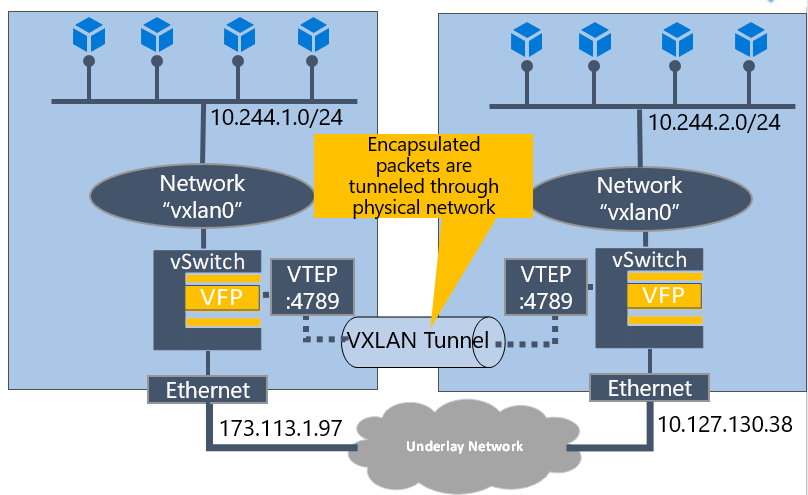 10.244.1.0/24
10.244.2.0/24
Encapsulated
packets are
tunneled through
physical network
Network
“vxlan0”
Network
“vxlan0”
vSwitch
VFP
VTEP
:4789
VTEP
:4789
vSwitch
VFP
VXLAN Tunnel
Ethernet
Ethernet
173.113.1.97
10.127.130.38
Underlay Network